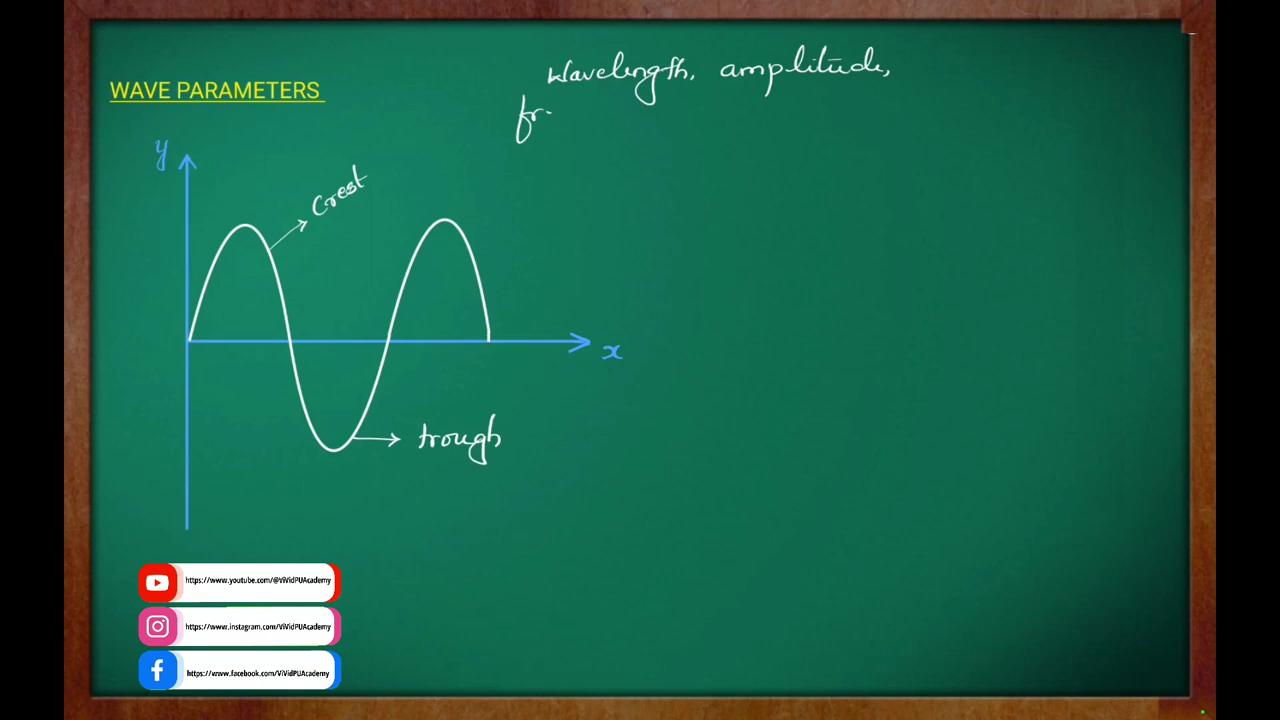 wavelength, amplitude,
fr
WAVE PARAMETERS
y
Crest
x
trough
https://www.youtube.com/@ViVidPUAcademy
https://www.instagram.com/ViVidPUAcademy
https://www.facebook.com/ViVidPUAcademy